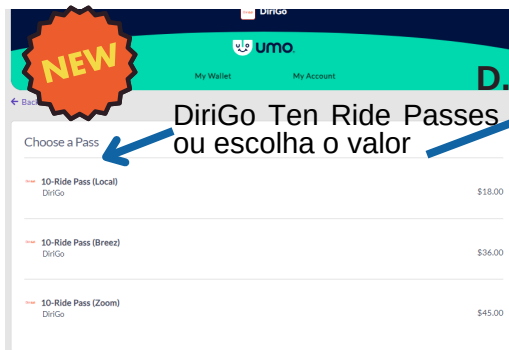 DiriGo
umo.
NEW
My Wallet
My Account
D.
Back
DiriGo Ten Ride Passes
ou escolha o valor
Choose a Pass
10-Ride Pass (Local)
DiriGo
$18.00
10-Ride Pass (Breez)
DiriGo
$36.00
10-Ride Pass (Zoom)
DiriGo
$45.00